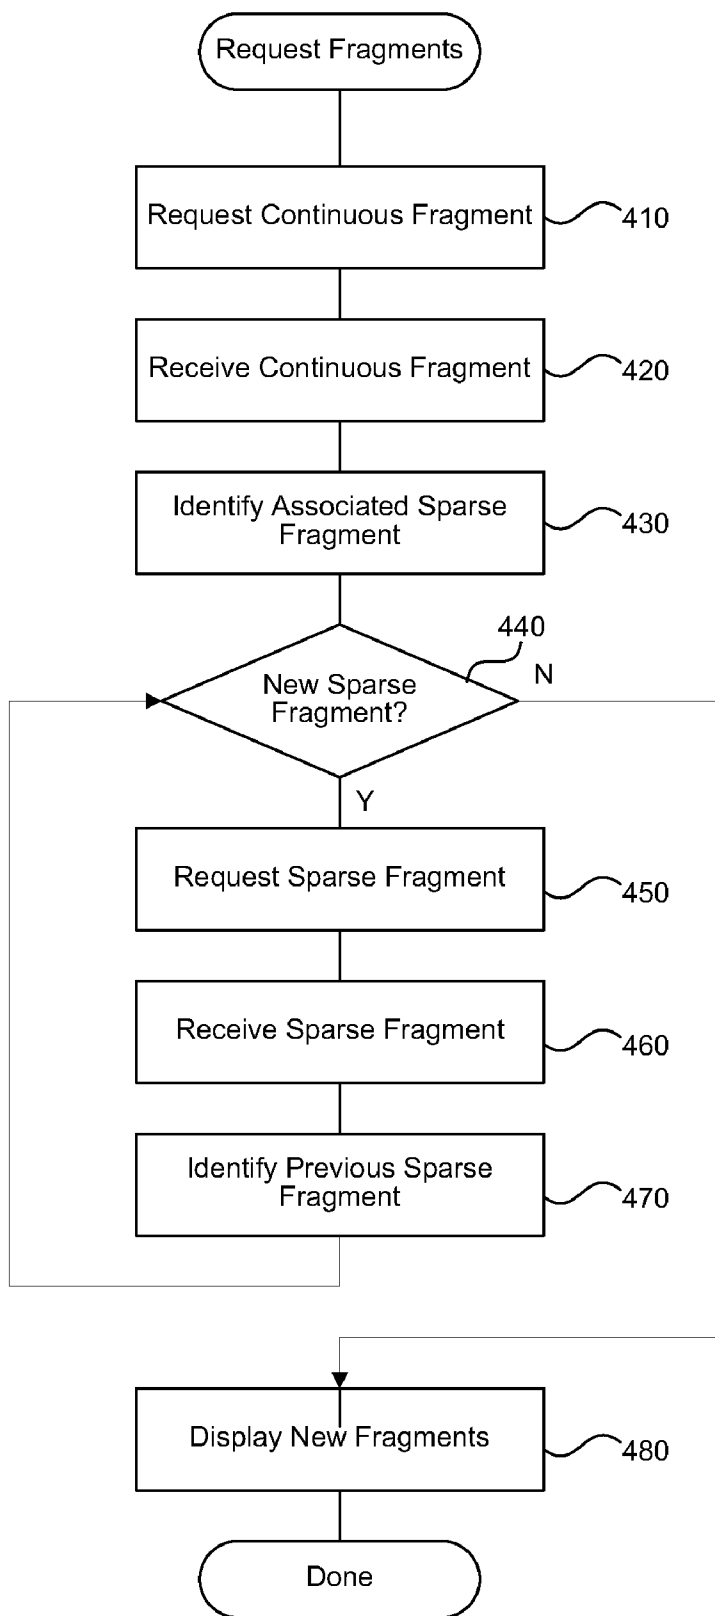 Request Fragments
Request Continuous Fragment
410
Receive Continuous Fragment
420
Identify Associated Sparse
Fragment
430
440
New Sparse
Fragment?
N
Y
Request Sparse Fragment
450
Receive Sparse Fragment
460
Identify Previous Sparse
Fragment
470
Display New Fragments
480
Done